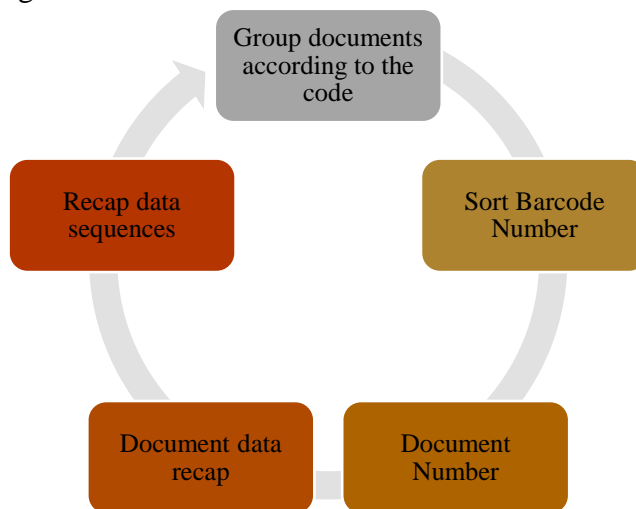 Group documents
according to the
code
Sort Barcode
Number
Document
Number
Document data
recap
Recap data
sequences